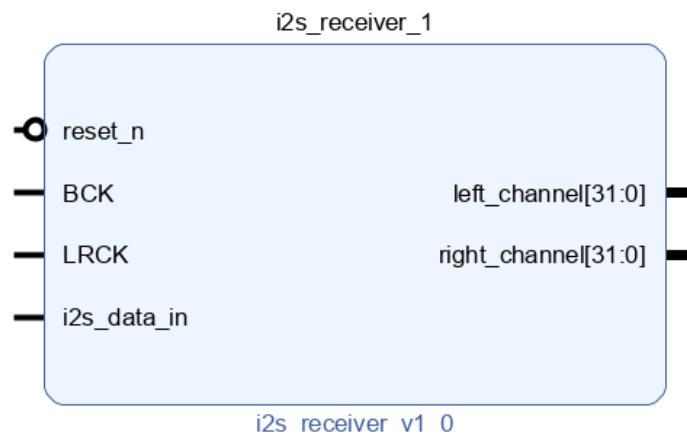 i2s_receiver_1
reset_n
BCK
left_channel[31:0]
LRCK
right_channel[31:0]
i2s_data_in
i2s_receiver_v1_0